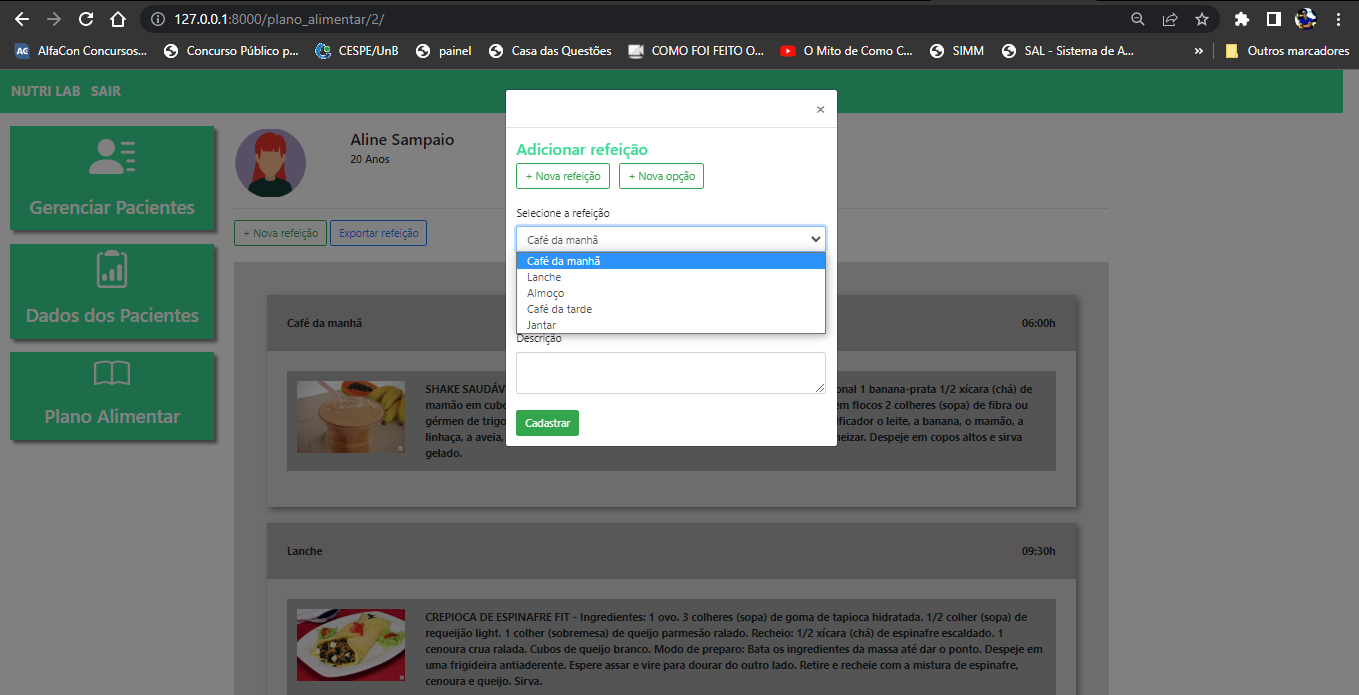 127.0.0.1:8000/plano_alimentar/2/
AlfaCon Concursos...
Concurso Público p...
CESPE/UnB
painel
Casa das Questões
COMO FOI FEITO O...
O Mito de Como C...
SIMM
SAL - Sistema de A...
»
Outros marcadores
NUTRI LAB SAIR
×
Gerenciar Pacientes
Dados dos Pacientes
Plano Alimentar
Aline Sampaio
20 Anos
+ Nova refeição
Exportar refeição
Adicionar refeição
+ Nova refeição
+ Nova opção
Selecione a refeição
Café da manhã
Café da manhã
Lanche
Almoço
Café da tarde
Jantar
Descrição
Cadastrar
Café da manhã 06:00h
SHAKE SAUDÁV onal 1 banana-prata 1/2 xícara (chá) de
mamão em cubo em flocos 2 colheres (sopa) de fibra ou
gérmen de trigo ificador o leite, a banana, o mamão, a
linhaça, a aveia, neizar. Despeje em copos altos e sirva
gelado.
Lanche 09:30h
CREPIOCA DE ESPINAFRE FIT - Ingredientes: 1 ovo. 3 colheres (sopa) de goma de tapioca hidratada. 1/2 colher (sopa) de
requeijão light. 1 colher (sobremesa) de queijo parmesão ralado. Recheio: 1/2 xícara (chá) de espinafre escaldado. 1
cenoura crua ralada. Cubos de queijo branco. Modo de preparo: Bata os ingredientes da massa até dar o ponto. Despeje em
uma frigideira antiaderente. Espere assar e vire para dourar do outro lado. Retire e recheie com a mistura de espinafre,
cenoura e queijo. Sirva.